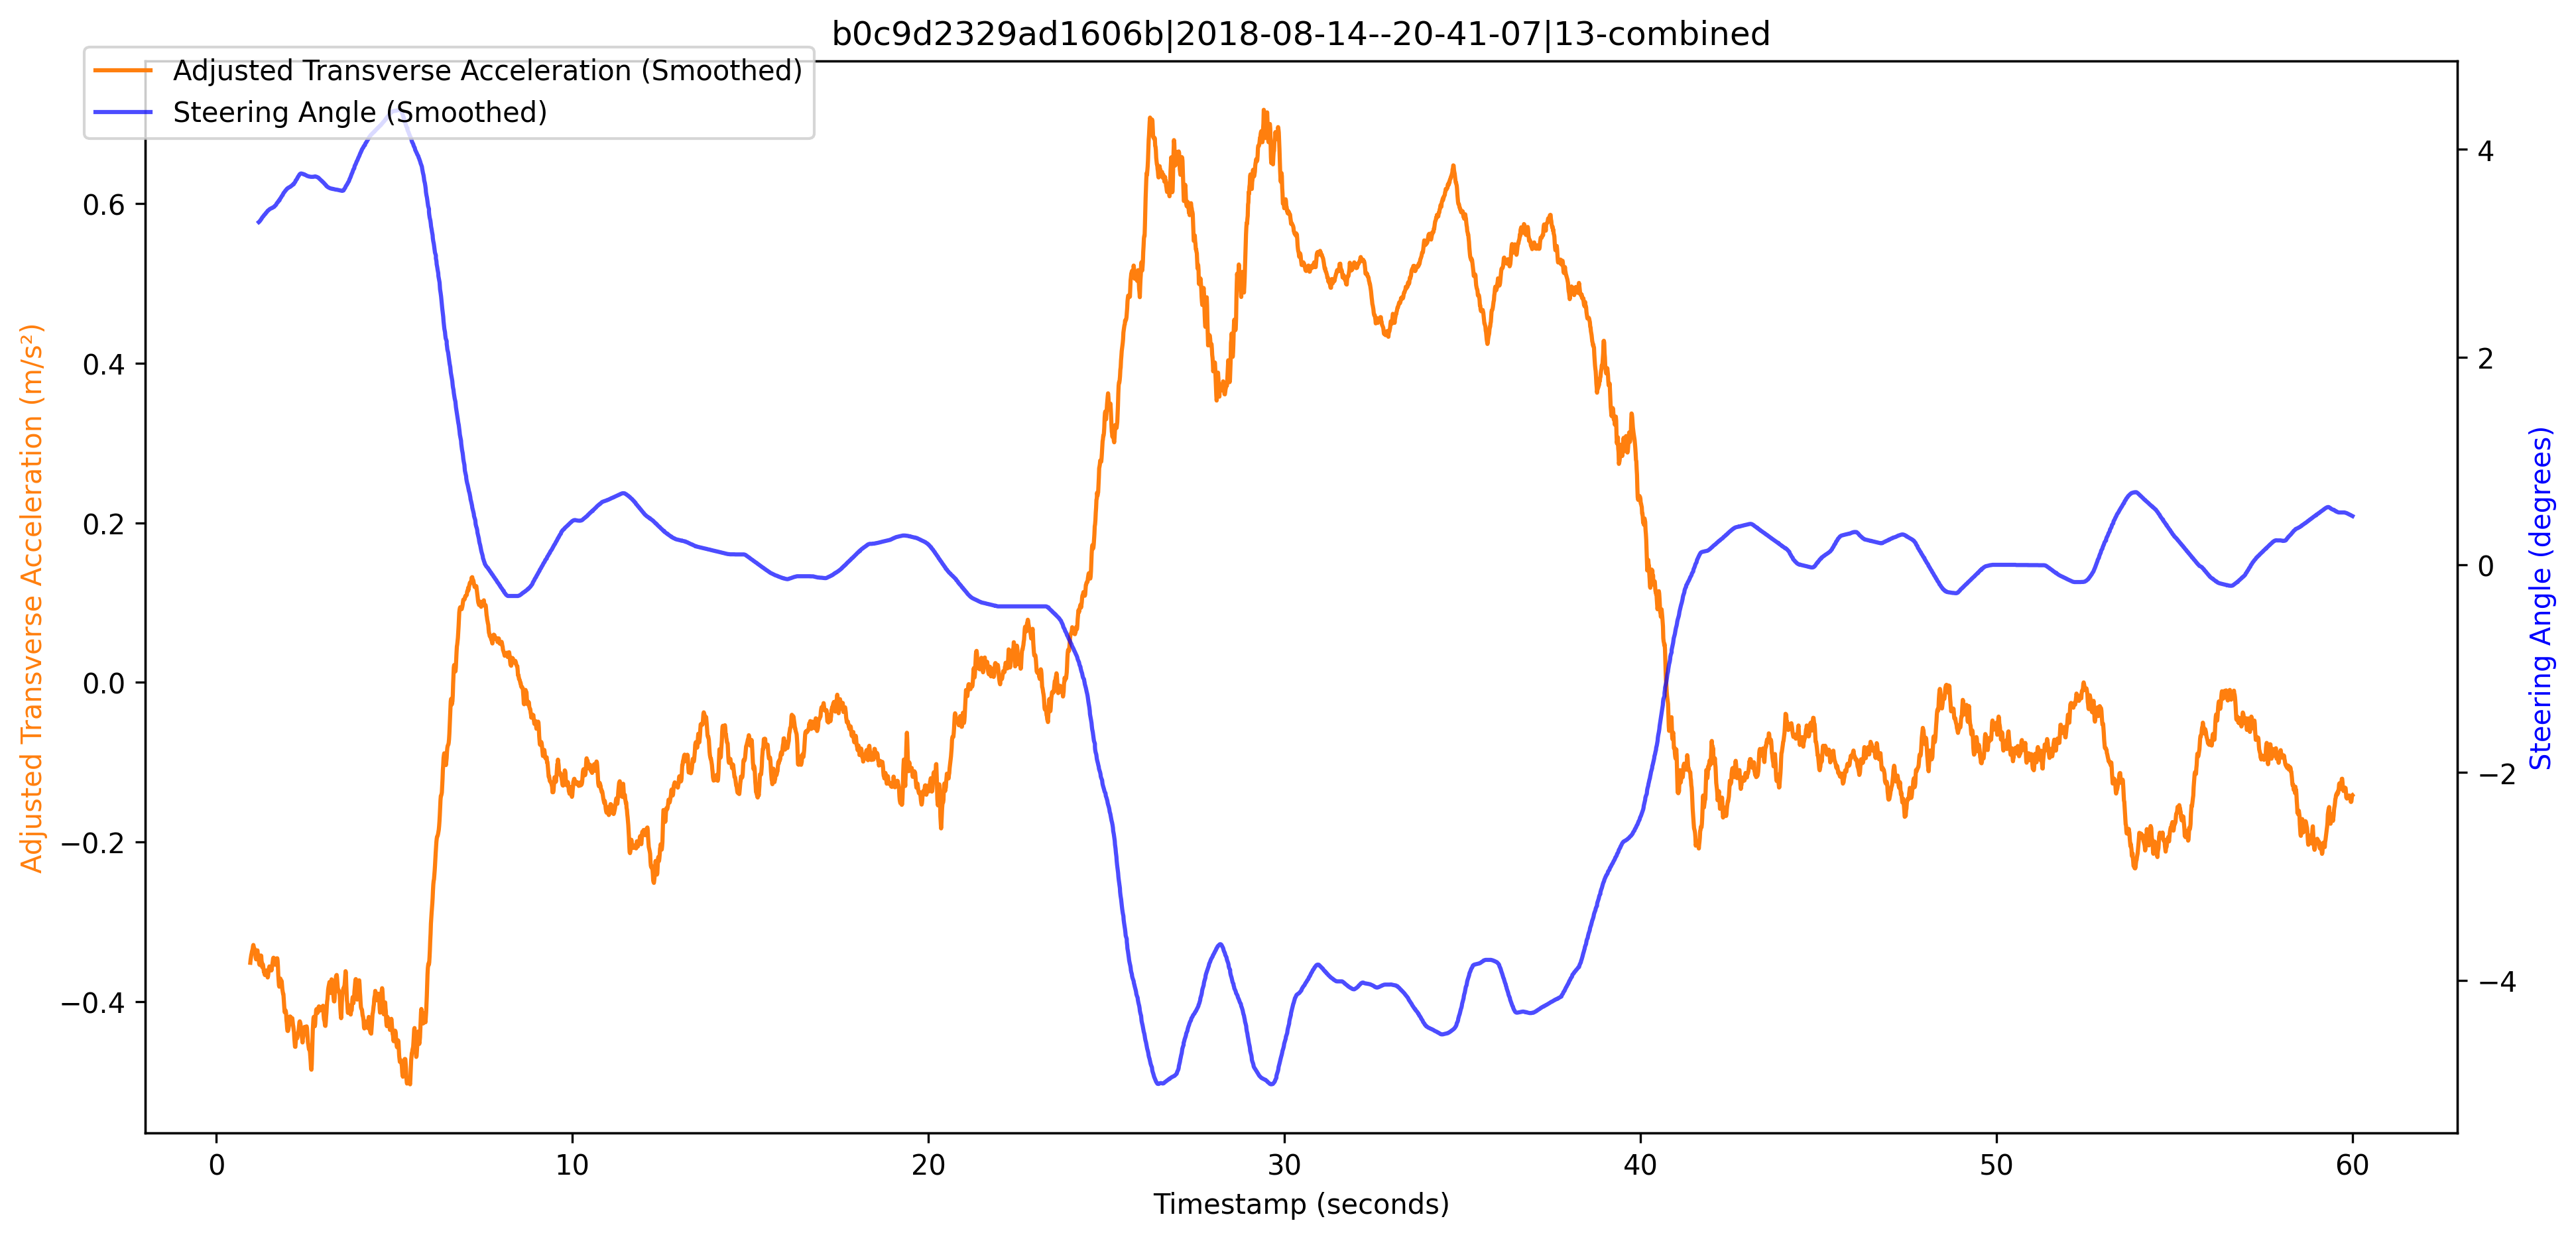 b0c9d2329ad1606b|2018-08-14--20-41-07|13-combined
Adjusted Transverse Acceleration (Smoothed)
Steering Angle (Smoothed)
Adjusted Transverse Acceleration (m/s²)
0.6
0.4
0.2
0.0
−0.2
−0.4
4
2
0
−2
−4
Steering Angle (degrees)
0 10 20 30 40 50 60
Timestamp (seconds)